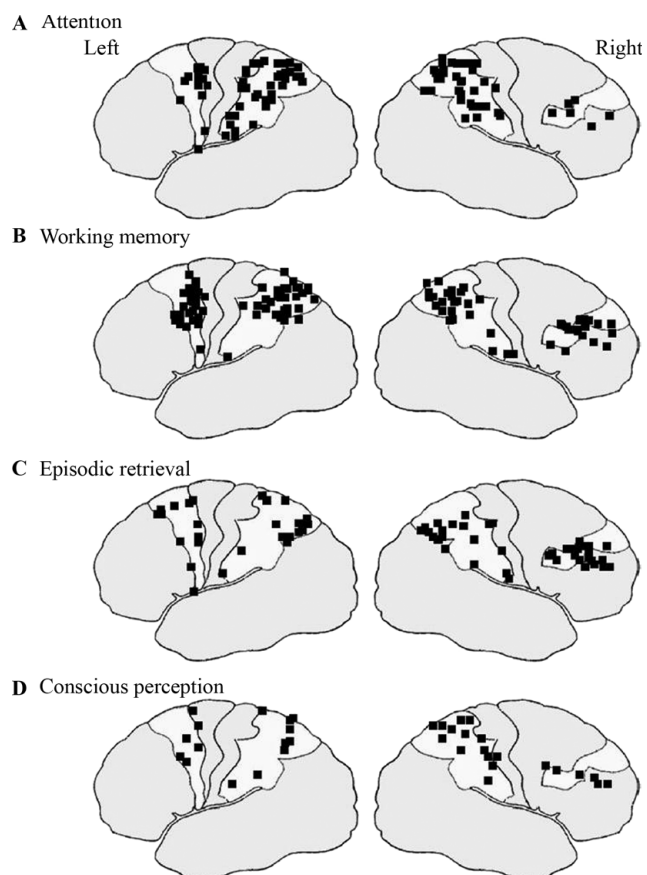 A Attention
Left Right
B Working memory
C Episodic retrieval
D Conscious perception